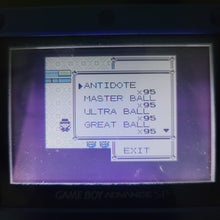 ▶ANTIDOTE
×95
MASTER BALL
×95
ULTRA BALL
×95
GREAT BALL
×95
EXIT
GAME BOY ADVANCE SP